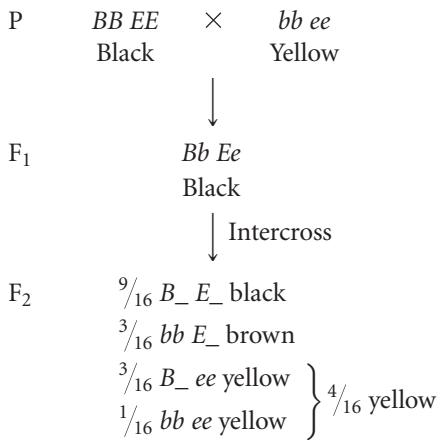 P BB EE × bb ee
Black Yellow
F₁ Bb Ee
Black
Intercross
F₂ 9/16 B_ E_ black
3/16 bb E_ brown
3/16 B_ ee yellow
1/16 bb ee yellow
4/16 yellow